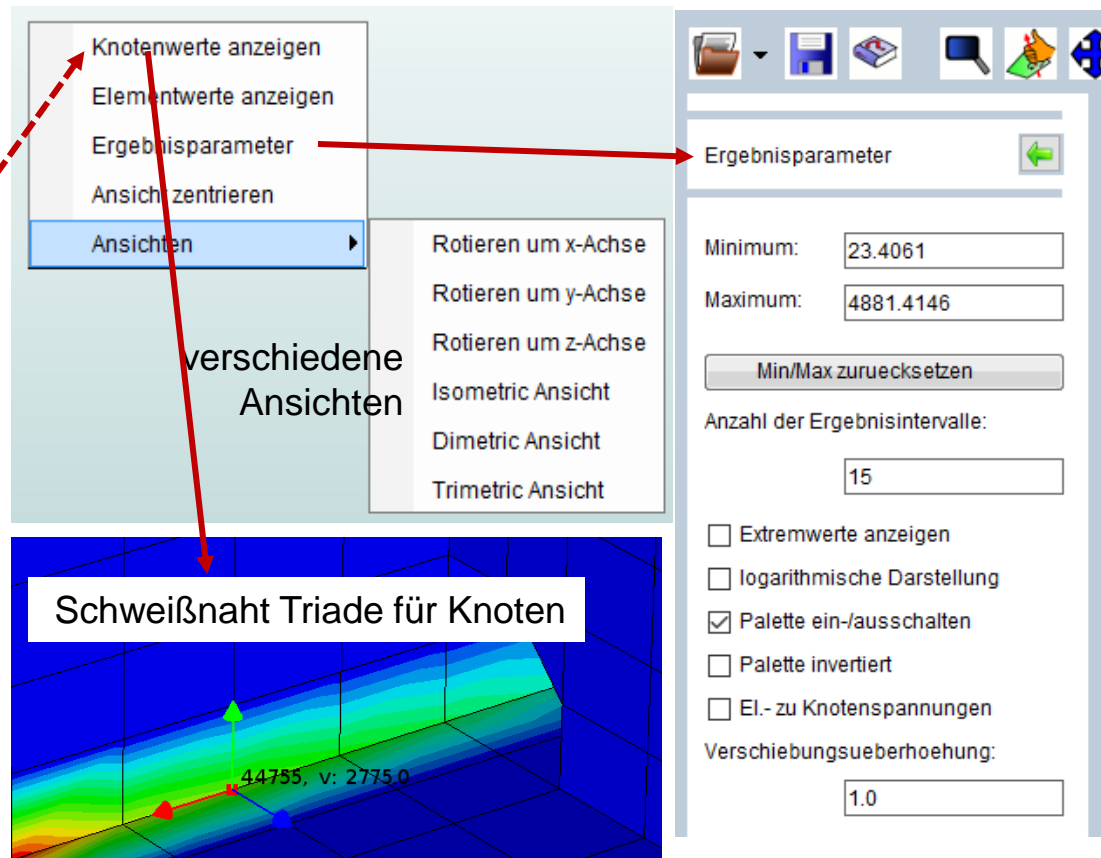 Knotenwerte anzeigen
Elementwerte anzeigen
Ergebnisparameter
Ansicht zentrieren
Ansichten
Rotieren um x-Achse
Rotieren um y-Achse
Rotieren um z-Achse
Isometric Ansicht
Dimetric Ansicht
Trimetric Ansicht
verschiedene
Ansichten
Schweißnaht Triade für Knoten
44755, v: 2775.0
Ergebnisparameter
Minimum: 23.4061
Maximum: 4881.4146
Min/Max zuruecksetzen
Anzahl der Ergebnisintervalle:
15
Extremwerte anzeigen
logarithmische Darstellung
Palette ein-/ausschalten
Palette invertiert
El.- zu Knotenspannungen
Verschiebungsueberhoehung:
1.0